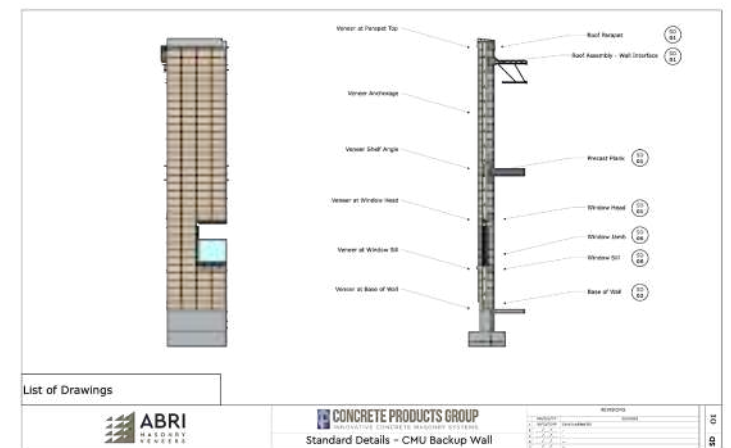 Veneer at Parapet Top
Roof Parapet
Roof Assembly - Wall Interface
Veneer Anchorage
Veneer Shelf Angle
Precast Plank
Veneer at Window Head
Window Head
Window Jamb
Veneer at Window Sill
Window Sill
Veneer at Base of Wall
Base of Wall
List of Drawings
ABRI
MASONRY
VENEERS
CONCRETE PRODUCTS GROUP
INNOVATIVE CONCRETE MASONRY SYSTEMS
Standard Details - CMU Backup Wall
REVISIONS